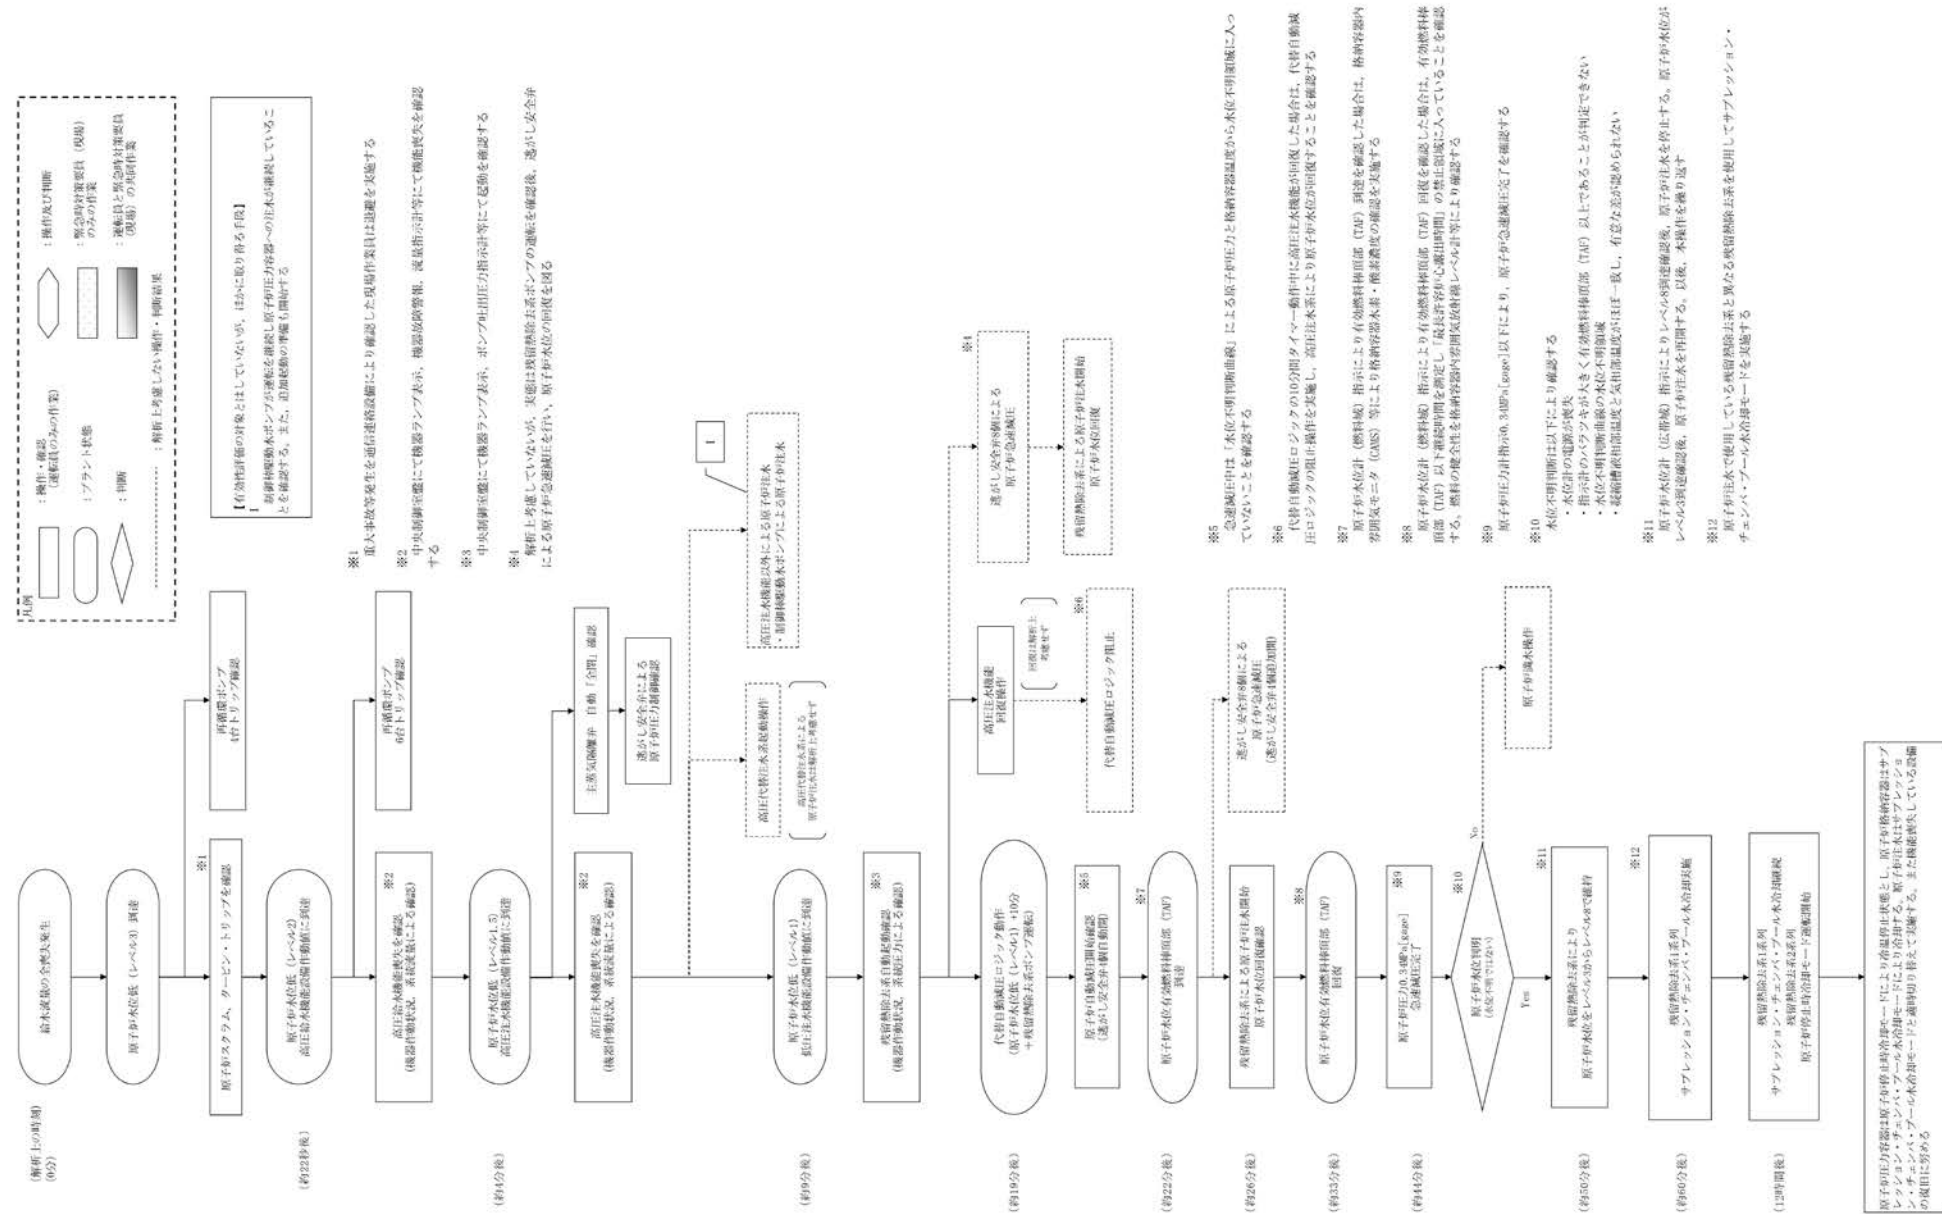 凡例
：操作・確認
（運転員のみの作業）
：プラント状態
：判断
：操作及び判断
：緊急時対策要員（現場）
のみの作業
：運転員と緊急時対策要員
（現場）の共同作業
：解析上考慮しない操作・判断結果
【有効性評価の対象とはしていないが、ほかに取り得る手段】
I
制御棒駆動水ポンプが運転を継続し原子炉圧力容器への注水が継続しているこ
とを確認する。また、追加起動の準備も開始する
（解析上の時刻）
（0分）
給水流量の全喪失発生
原子炉水位低（レベル3）到達
※1
原子炉スクラム、タービン・トリップを確認
再循環ポンプ
4台トリップ確認
（約22秒後）
原子炉水位低（レベル2）
高圧給水機能設備作動値に到達
※2
高圧給水機能喪失を確認
（機器作動状況、系統流量による確認）
再循環ポンプ
6台トリップ確認
（約4分後）
原子炉水位低（レベル1.5）
高圧注水機能設備作動値に到達
※2
高圧注水機能喪失を確認
（機器作動状況、系統流量による確認）
主蒸気隔離弁　自動「全閉」確認
逃がし安全弁による
原子炉圧力制御確認
高圧代替注水系起動操作
高圧代替注水系による
原子炉注水は解析上考慮せず
高圧注水機能以外による原子炉注水
・制御棒駆動水ポンプによる原子炉注水
I
（約9分後）
原子炉水位低（レベル1）
低圧注水機能設備作動値に到達
※3
残留熱除去系自動起動確認
（機器作動状況、系統圧力による確認）
（約19分後）
代替自動減圧ロジック動作
（原子炉水位低（レベル1）+10分
＋残留熱除去系ポンプ運転）
高圧注水機能
回復操作
回復は解析上
考慮せず
※6
代替自動減圧ロジック阻止
※4
逃がし安全弁8個による
原子炉急速減圧
残留熱除去系による原子炉注水開始
原子炉水位回復
※5
原子炉自動減圧開始確認
（逃がし安全弁4個自動開）
（約22分後）
※7
原子炉水位有効燃料棒頂部（TAF）
到達
逃がし安全弁8個による
原子炉急速減圧
（逃がし安全弁4個追加開）
（約26分後）
残留熱除去系による原子炉注水開始
原子炉水位回復確認
（約33分後）
※8
原子炉水位有効燃料棒頂部（TAF）
回復
（約44分後）
※9
原子炉圧力0.34MPa[gage]
急速減圧完了
※10
原子炉水位判明
（水位不明ではない）
No
Yes
原子炉満水操作
（約50分後）
※11
残留熱除去系により
原子炉水位をレベル3からレベル8で維持
（約60分後）
※12
残留熱除去系1系列
サプレッション・チェンバ・プール水冷却実施
（12時間後）
残留熱除去系1系列
サプレッション・チェンバ・プール水冷却継続
残留熱除去系2系列
原子炉停止時冷却モード運転開始
原子炉圧力容器は原子炉停止時冷却モードにより冷温停止状態とし、原子炉格納容器はサプ
レッション・チェンバ・プール水冷却モードにより冷却する。原子炉注水はサプレッショ
ン・チェンバ・プール水冷却モードと適時切り替えて実施する。また機能喪失している設備
の復旧に努める
※1
重大事故等発生を通信連絡設備により確認した現場作業員は退避を実施する
※2
中央制御室盤にて機器ランプ表示、機器故障警報、流量指示計等にて機能喪失を確認
する
※3
中央制御室盤にて機器ランプ表示、ポンプ吐出圧力指示計等にて起動を確認する
※4
解析上考慮していないが、実際は残留熱除去系ポンプの運転を確認後、逃がし安全弁
による原子炉急速減圧を行い、原子炉水位の回復を図る
※5
急速減圧中は「水位不明判断曲線」による原子炉圧力と格納容器温度から水位不明領域に入っ
ていないことを確認する
※6
代替自動減圧ロジックの10分間タイマー動作中に高圧注水機能が回復した場合は、代替自動減
圧ロジックの阻止操作を実施し、高圧注水系により原子炉水位が回復することを確認する
※7
原子炉水位計（燃料域）指示により有効燃料棒頂部（TAF）到達を確認した場合は、格納容器内
雰囲気モニタ（CAMS）等により格納容器水素・酸素濃度の確認を実施する
※8
原子炉水位計（燃料域）指示により有効燃料棒頂部（TAF）回復を確認した場合は、有効燃料棒
頂部（TAF）以下継続時間を測定し「最長許容炉心露出時間」の禁止領域に入っていることを確認
する。燃料の健全性を格納容器内雰囲気放射線レベル計等により確認する
※9
原子炉圧力計指示0.34MPa[gage]以下により、原子炉急速減圧完了を確認する
※10
水位不明判断は以下により確認する
・水位計の電源が喪失
・指示計のバラツキが大きく有効燃料棒頂部（TAF）以上であることが判定できない
・水位不明判断曲線の水位不明領域
・凝縮槽液相部温度と気相部温度がほぼ一致し、有意な差が認められない
※11
原子炉水位計（広帯域）指示によりレベル8到達確認後、原子炉注水を停止する。原子炉水位が
レベル3到達確認後、原子炉注水を再開する。以後、本操作を繰り返す
※12
原子炉注水で使用している残留熱除去系と異なる残留熱除去系を使用してサプレッション・
チェンバ・プール水冷却モードを実施する